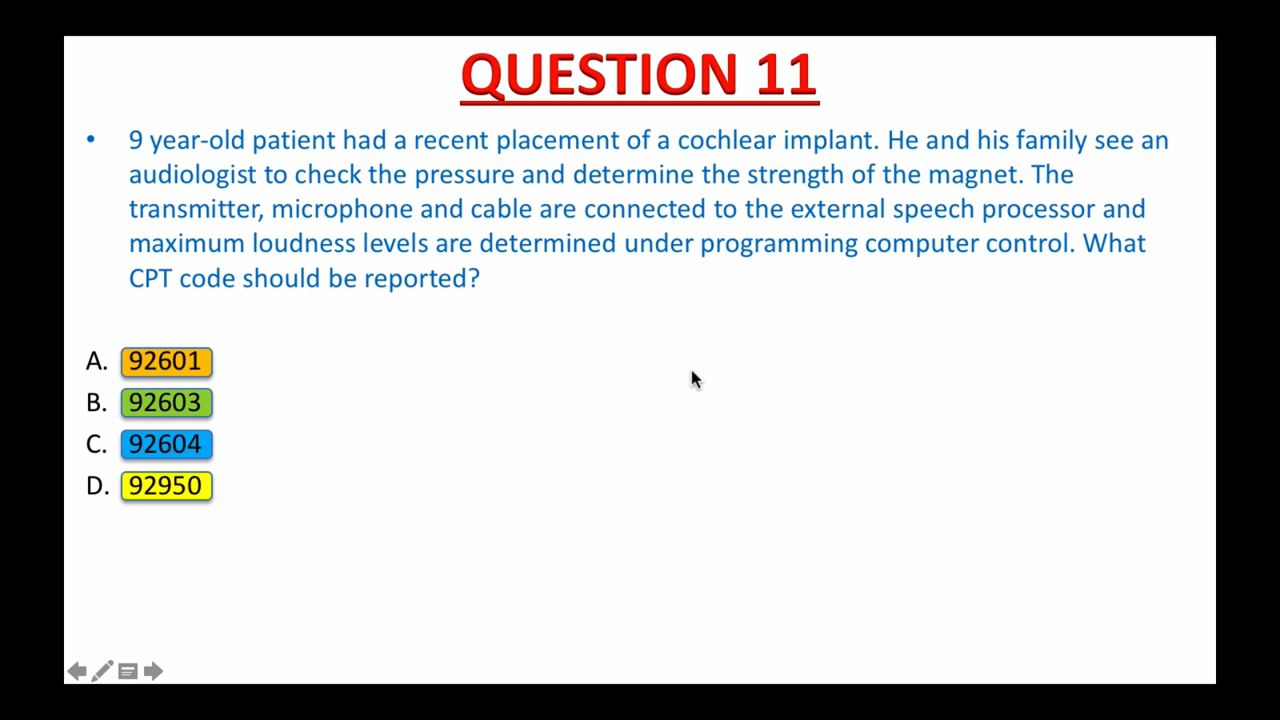 QUESTION 11
• 9 year-old patient had a recent placement of a cochlear implant. He and his family see an
audiologist to check the pressure and determine the strength of the magnet. The
transmitter, microphone and cable are connected to the external speech processor and
maximum loudness levels are determined under programming computer control. What
CPT code should be reported?
A. 92601
B. 92603
C. 92604
D. 92950